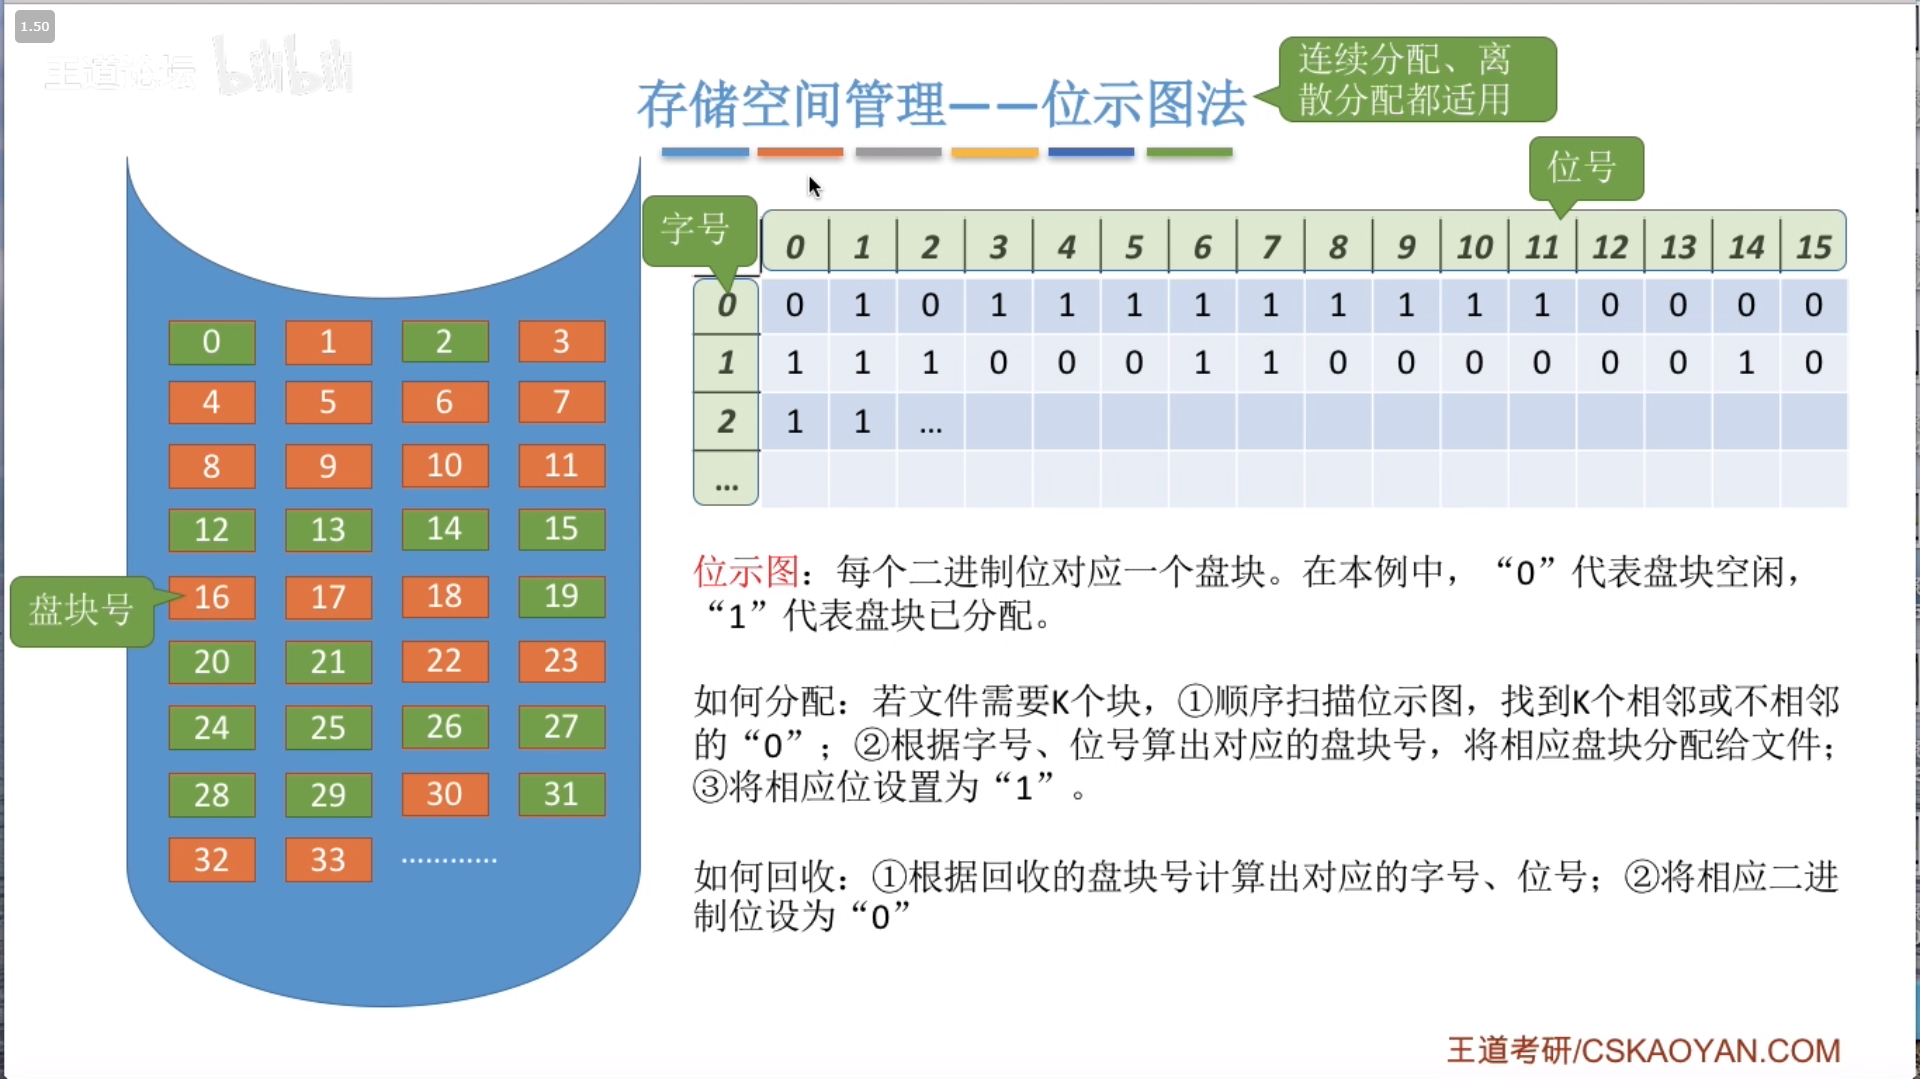 1.50
王道论坛 bilibili
存储空间管理——位示图法
连续分配、离
散分配都适用
位号
字号
0 1 2 3 4 5 6 7 8 9 10 11 12 13 14 15
0 0 1 0 1 1 1 1 1 1 1 1 1 0 0 0 0
1 1 1 1 0 0 0 1 1 0 0 0 0 0 0 1 0
2 1 1 …
…
0 1 2 3
4 5 6 7
8 9 10 11
12 13 14 15
盘块号
16 17 18 19
20 21 22 23
24 25 26 27
28 29 30 31
32 33 …………
位示图：每个二进制位对应一个盘块。在本例中，“0”代表盘块空闲，
“1”代表盘块已分配。
如何分配：若文件需要K个块，①顺序扫描位示图，找到K个相邻或不相邻
的“0”；②根据字号、位号算出对应的盘块号，将相应盘块分配给文件；
③将相应位设置为“1”。
如何回收：①根据回收的盘块号计算出对应的字号、位号；②将相应二进
制位设为“0”
王道考研/CSKAOYAN.COM